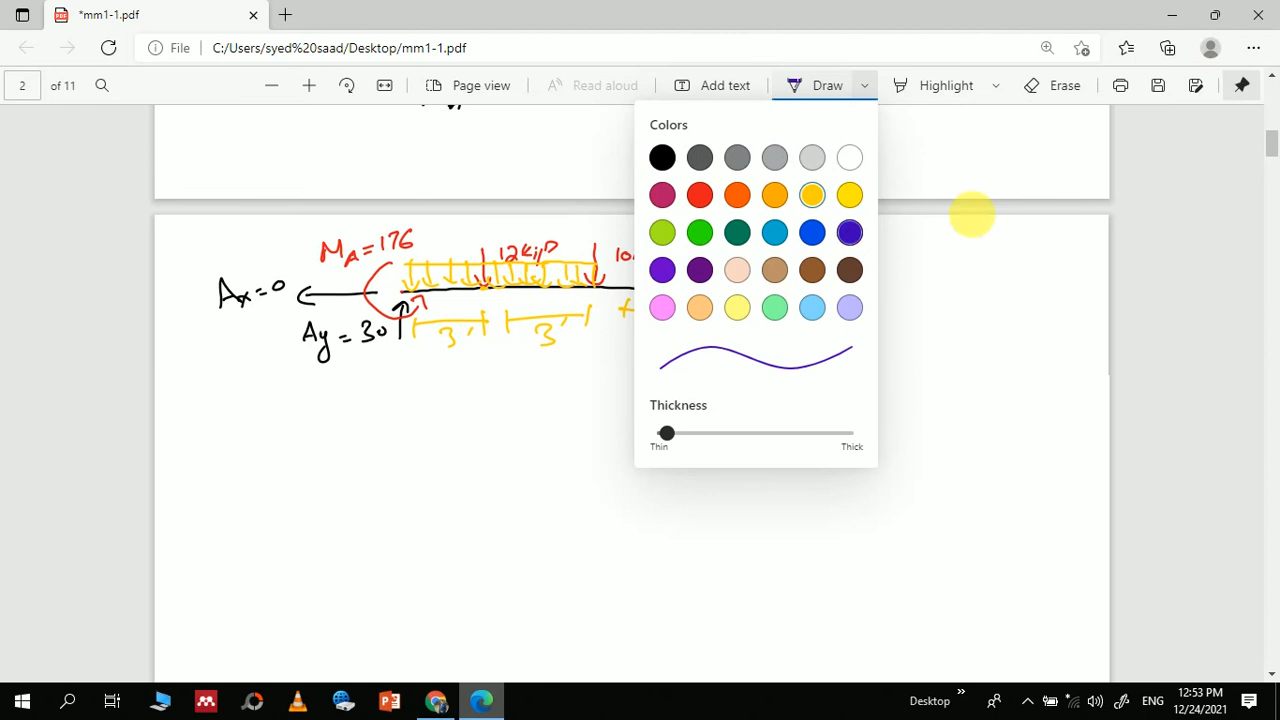 *mm1-1.pdf
File C:/Users/syed%20saad/Desktop/mm1-1.pdf
2 of 11 Page view Read aloud Add text Draw Highlight Erase
Colors
MA=176 12kip 10
Ax=0
Ay = 30 3' 3'
Thickness
Thin Thick
Desktop ENG 12:53 PM
12/24/2021